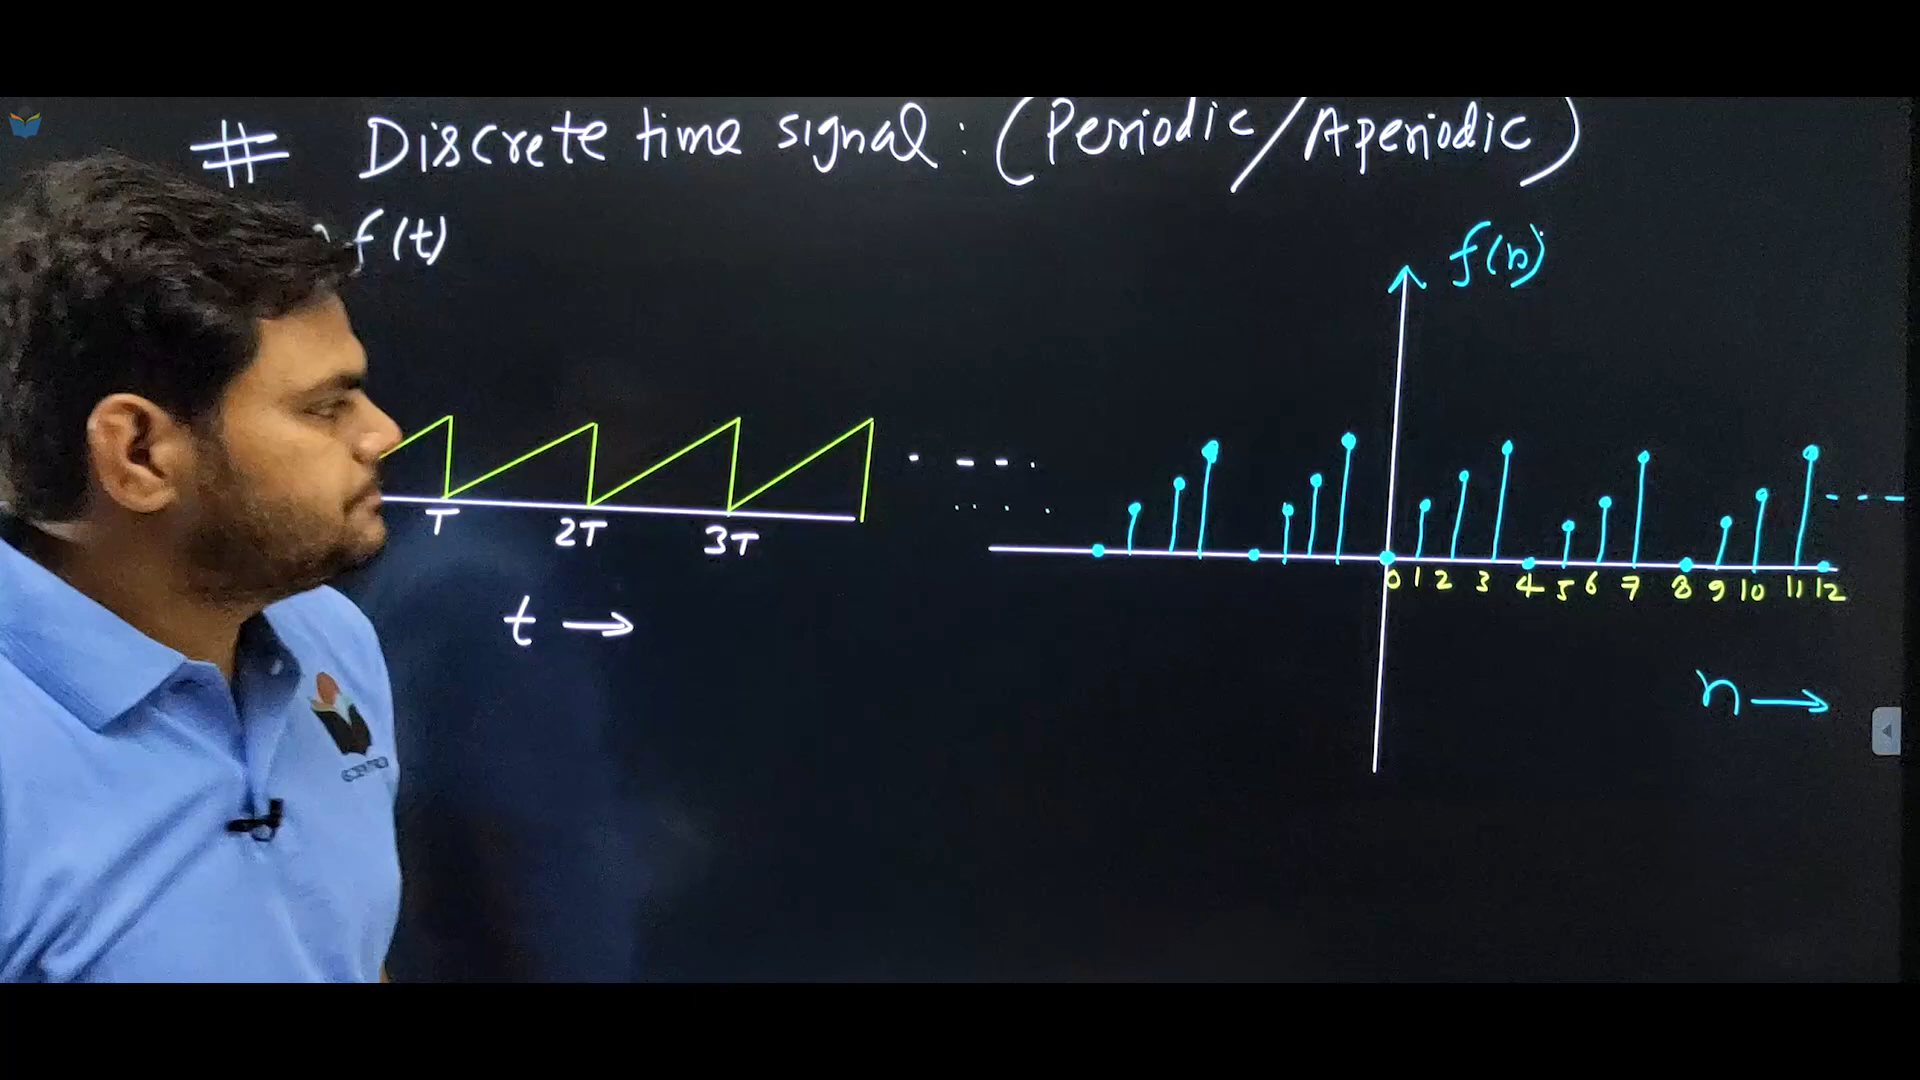 # Discrete time signal : (Periodic/Aperiodic)
f(t)
f(n)
T 2T 3T
0 1 2 3 4 5 6 7 8 9 10 11 12
t →
n →